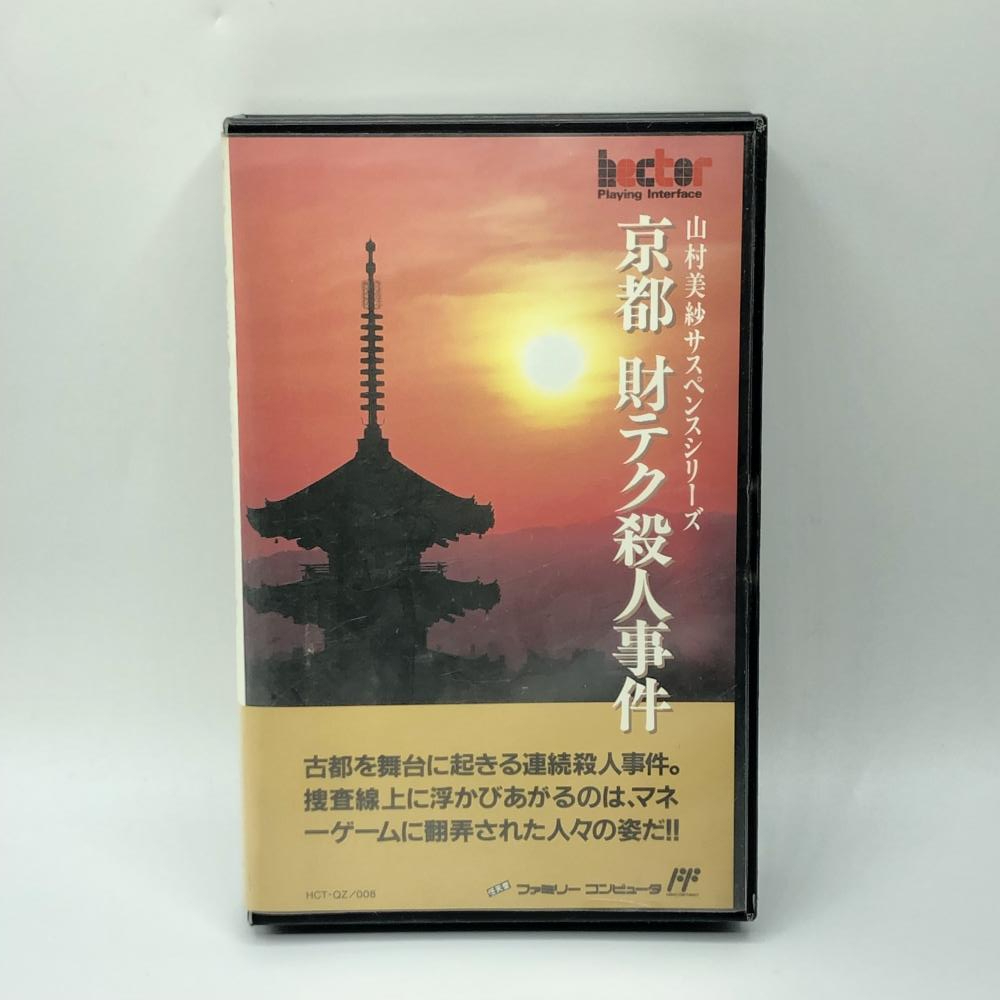 hector
Playing Interface
山村美紗サスペンスシリーズ
京都 財テク殺人事件
古都を舞台に起きる連続殺人事件。
捜査線上に浮かびあがるのは、マネ
ーゲームに翻弄された人々の姿だ!!
HCT-QZ/008
ファミリー コンピュータ